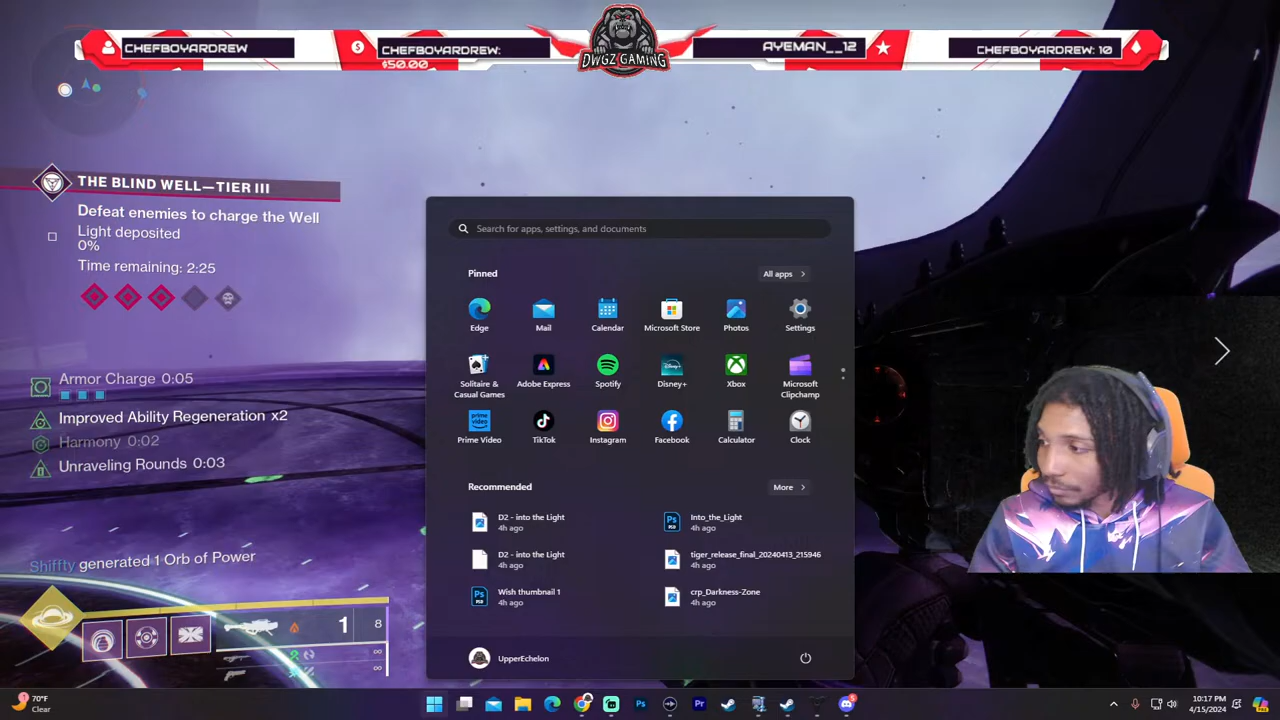 CHEFBOYARDREW
CHEFBOYARDREW:
$50.00
DWGZ GAMING
AYEMAN__12
CHEFBOYARDREW: 10
THE BLIND WELL—TIER III
Defeat enemies to charge the Well
Light deposited
0%
Time remaining: 2:25
Armor Charge 0:05
Improved Ability Regeneration x2
Harmony 0:02
Unraveling Rounds 0:03
Shiffty generated 1 Orb of Power
1
8
Search for apps, settings, and documents
Pinned
All apps
Edge
Mail
Calendar
Microsoft Store
Photos
Settings
Solitaire &
Casual Games
Adobe Express
Spotify
Disney+
Xbox
Microsoft
Clipchamp
Prime Video
TikTok
Instagram
Facebook
Calculator
Clock
Recommended
More
D2 - into the Light
4h ago
Into_the_Light
4h ago
D2 - into the Light
4h ago
tiger_release_final_20240413_215946
4h ago
Wish thumbnail 1
4h ago
crp_Darkness-Zone
4h ago
UpperEchelon
70°F
Clear
10:17 PM
4/15/2024